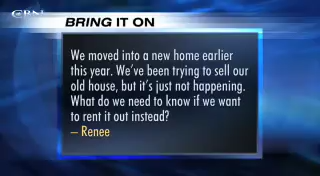 CBN
BRING IT ON
We moved into a new home earlier
this year. We've been trying to sell our
old house, but it's just not happening.
What do we need to know if we want
to rent it out instead?
– Renee